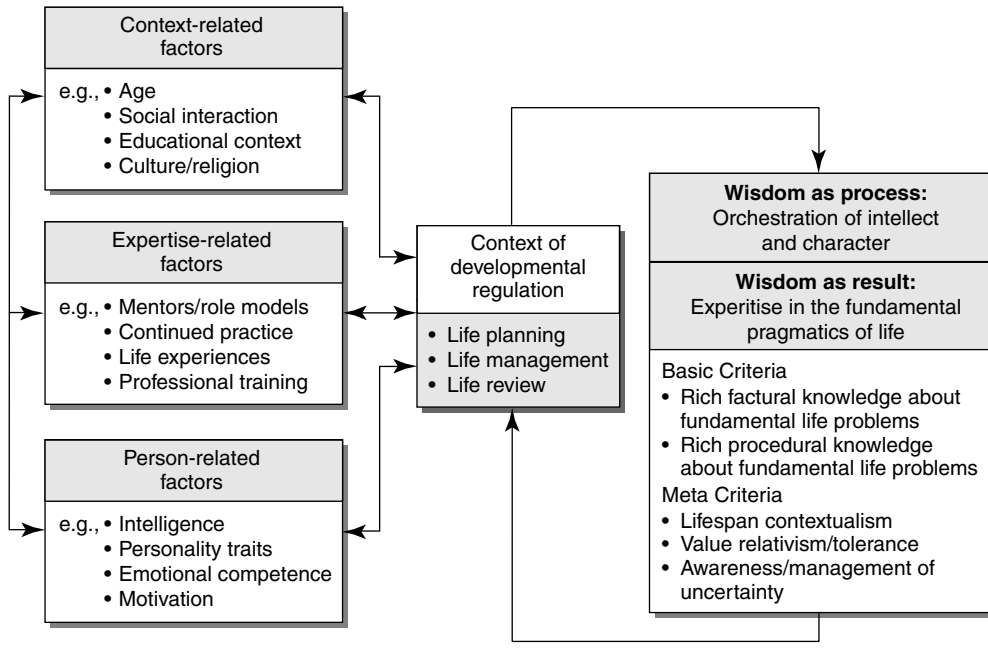 Context-related
factors
e.g., • Age
• Social interaction
• Educational context
• Culture/religion
Expertise-related
factors
e.g., • Mentors/role models
• Continued practice
• Life experiences
• Professional training
Person-related
factors
e.g., • Intelligence
• Personality traits
• Emotional competence
• Motivation
Context of
developmental
regulation
• Life planning
• Life management
• Life review
Wisdom as process:
Orchestration of intellect
and character
Wisdom as result:
Experitise in the fundamental
pragmatics of life
Basic Criteria
• Rich factural knowledge about
fundamental life problems
• Rich procedural knowledge
about fundamental life problems
Meta Criteria
• Lifespan contextualism
• Value relativism/tolerance
• Awareness/management of
uncertainty